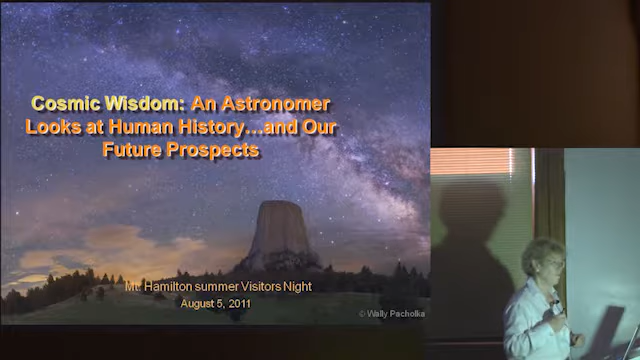 Cosmic Wisdom: An Astronomer
Looks at Human History...and Our
Future Prospects
Mt. Hamilton summer Visitors Night
August 5, 2011
© Wally Pacholka